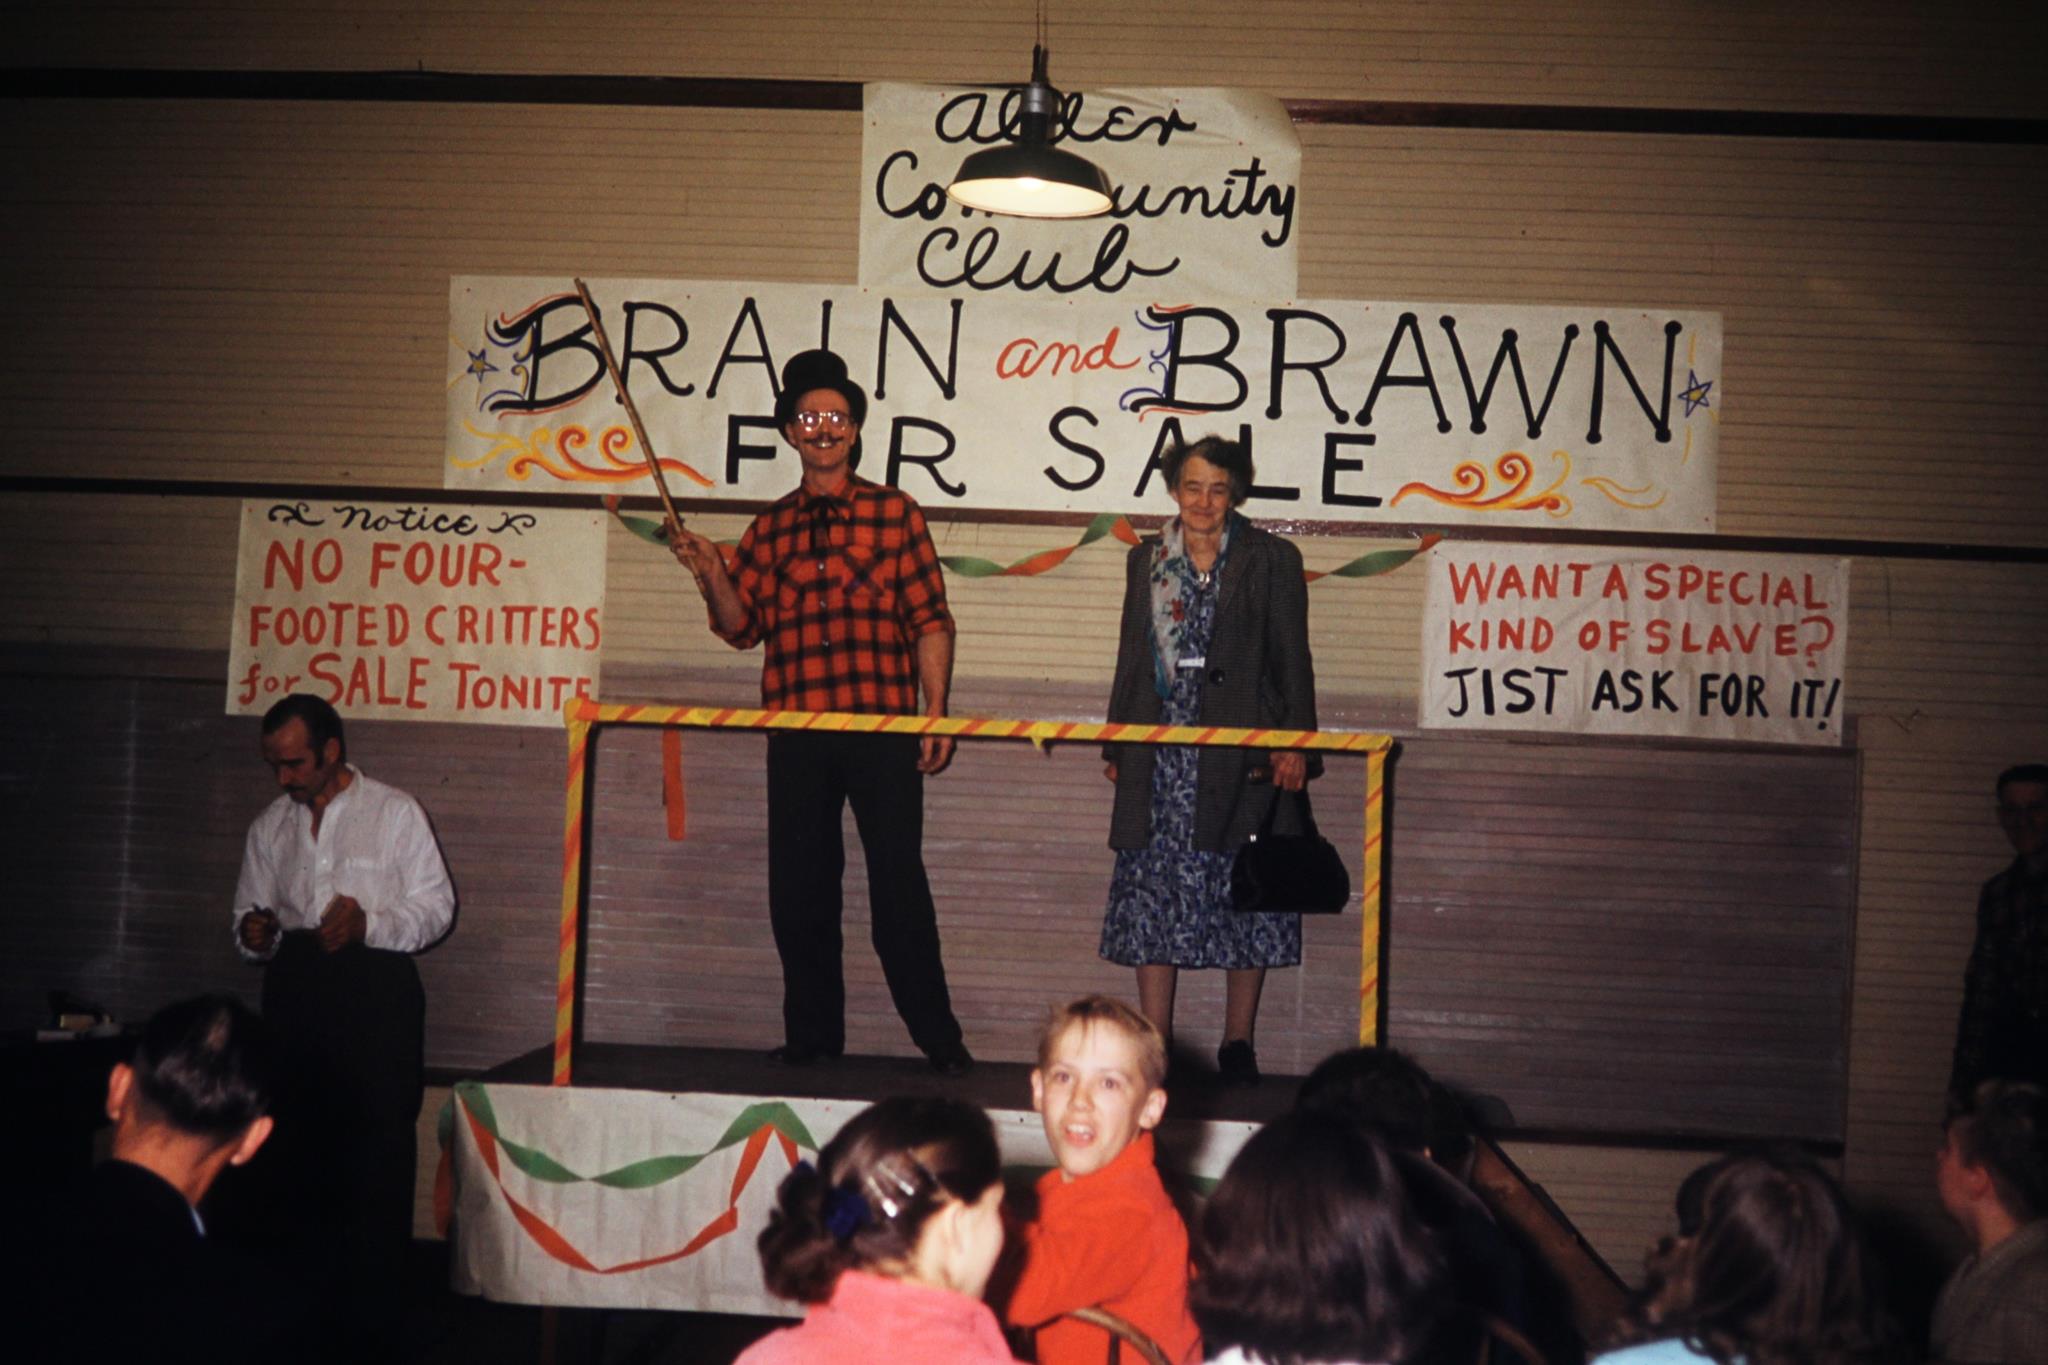 Alder
Community
Club
BRAIN and BRAWN
FOR SALE
Notice
NO FOUR-
FOOTED CRITTERS
for SALE TONITE
WANT A SPECIAL
KIND OF SLAVE?
JIST ASK FOR IT!